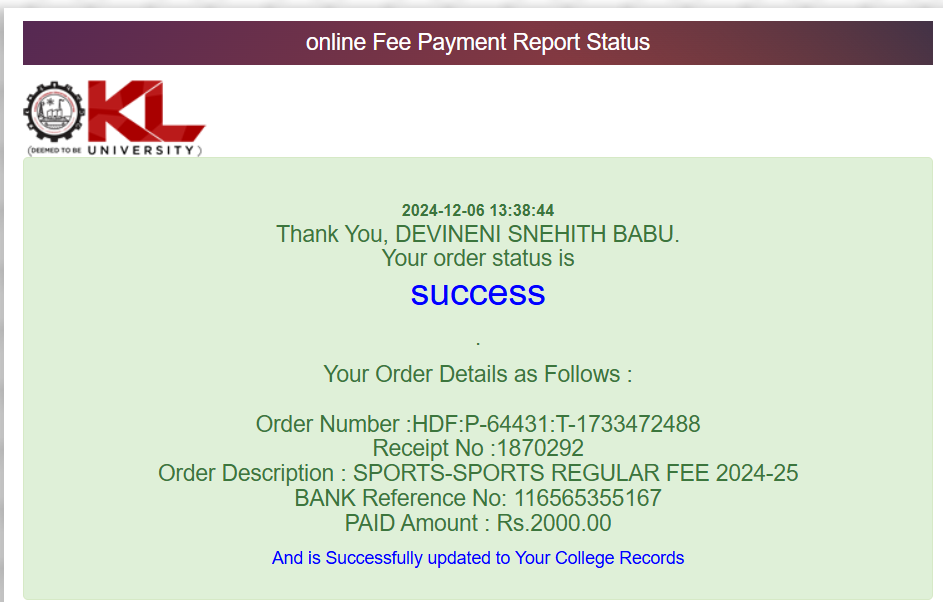 online Fee Payment Report Status
KL
(DEEMED TO BE UNIVERSITY)
2024-12-06 13:38:44
Thank You, DEVINENI SNEHITH BABU.
Your order status is
success
.
Your Order Details as Follows :
Order Number :HDF:P-64431:T-1733472488
Receipt No :1870292
Order Description : SPORTS-SPORTS REGULAR FEE 2024-25
BANK Reference No: 116565355167
PAID Amount : Rs.2000.00
And is Successfully updated to Your College Records